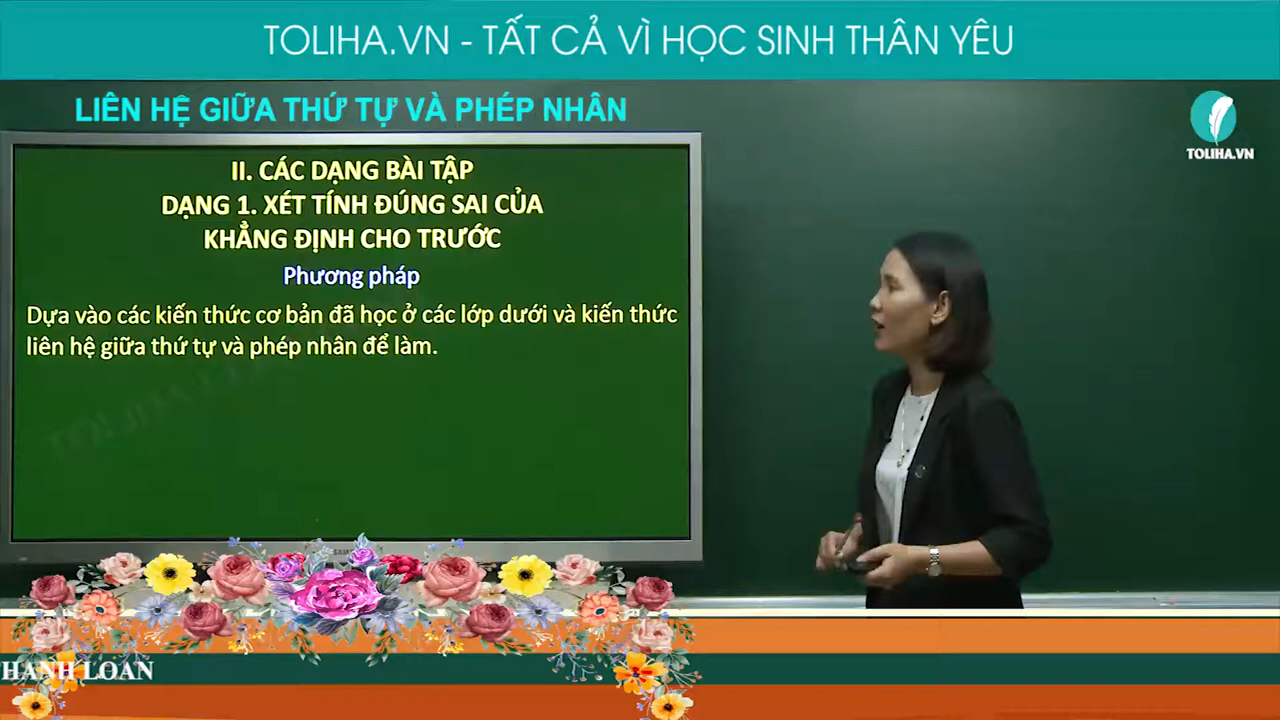 TOLIHA.VN - TẤT CẢ VÌ HỌC SINH THÂN YÊU
LIÊN HỆ GIỮA THỨ TỰ VÀ PHÉP NHÂN
TOLIHA.VN
II. CÁC DẠNG BÀI TẬP
DẠNG 1. XÉT TÍNH ĐÚNG SAI CỦA
KHẲNG ĐỊNH CHO TRƯỚC
Phương pháp
Dựa vào các kiến thức cơ bản đã học ở các lớp dưới và kiến thức
liên hệ giữa thứ tự và phép nhân để làm.
HANH LOAN